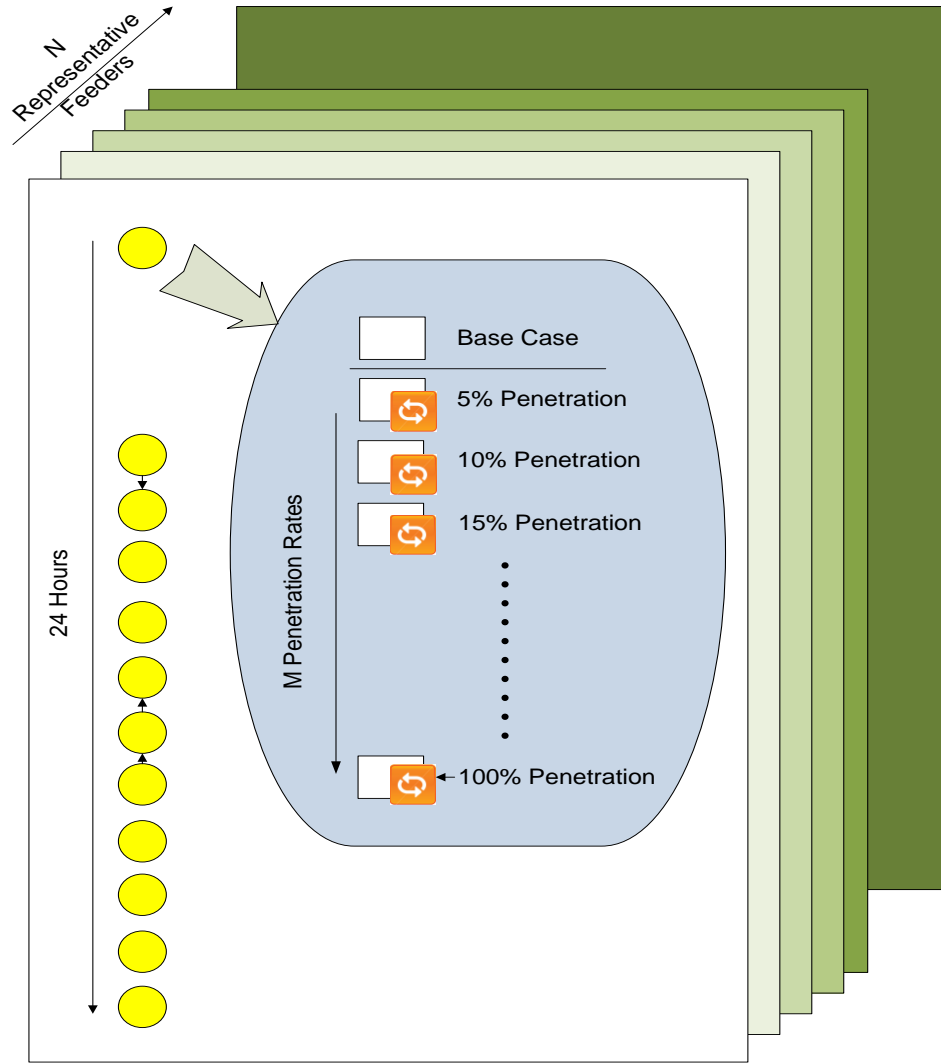 N
Representative
Feeders
24 Hours
M Penetration Rates
Base Case
5% Penetration
10% Penetration
15% Penetration
100% Penetration